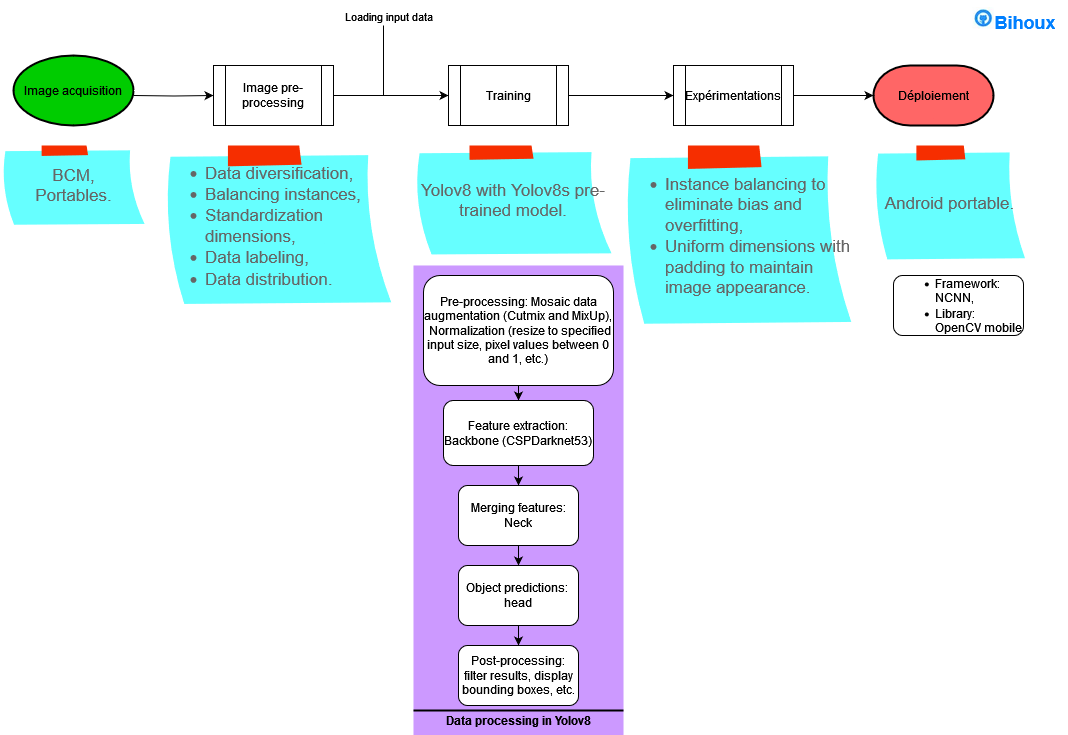 Loading input data
Bihoux
Image acquisition
Image pre-
processing
Training
Expérimentations
Déploiement
BCM,
Portables.
• Data diversification,
• Balancing instances,
• Standardization
dimensions,
• Data labeling,
• Data distribution.
Yolov8 with Yolov8s pre-
trained model.
• Instance balancing to
eliminate bias and
overfitting,
• Uniform dimensions with
padding to maintain
image appearance.
Android portable.
• Framework:
NCNN,
• Library:
OpenCV mobile
Pre-processing: Mosaic data
augmentation (Cutmix and MixUp),
Normalization (resize to specified
input size, pixel values between 0
and 1, etc.)
Feature extraction:
Backbone (CSPDarknet53)
Merging features:
Neck
Object predictions:
head
Post-processing:
filter results, display
bounding boxes, etc.
Data processing in Yolov8